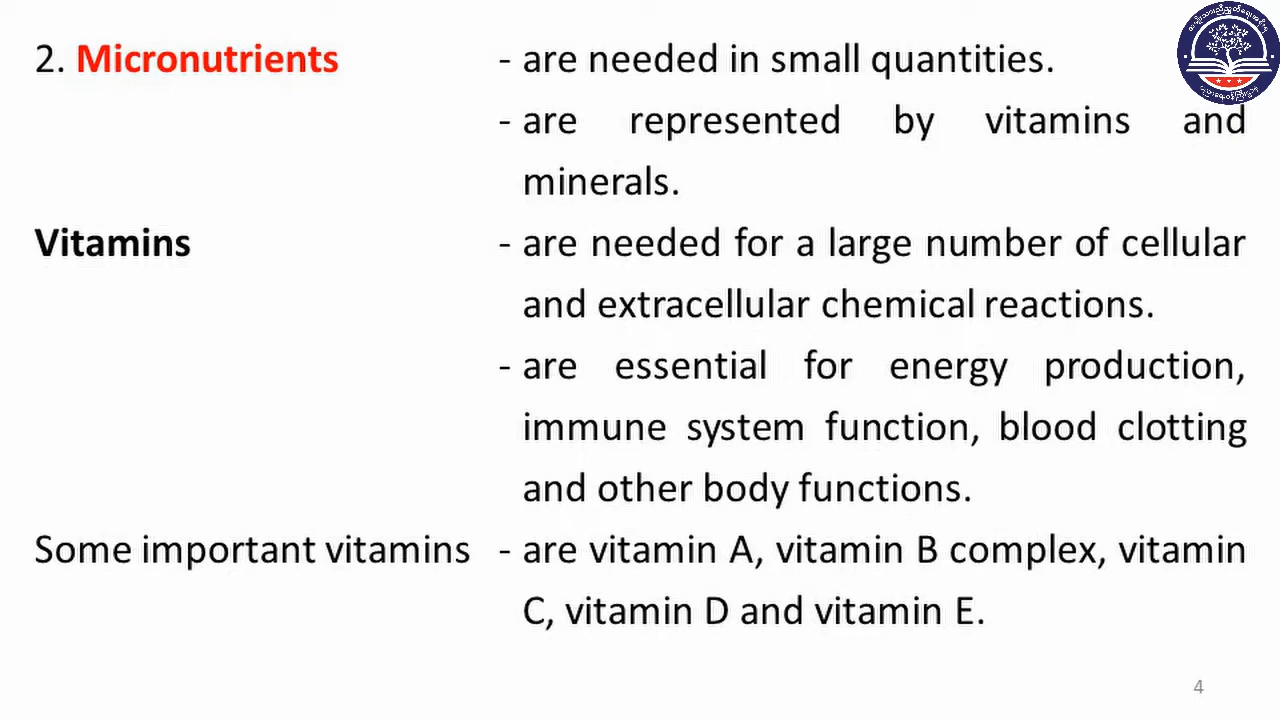 2. Micronutrients - are needed in small quantities.
- are represented by vitamins and
minerals.
Vitamins - are needed for a large number of cellular
and extracellular chemical reactions.
- are essential for energy production,
immune system function, blood clotting
and other body functions.
Some important vitamins - are vitamin A, vitamin B complex, vitamin
C, vitamin D and vitamin E.
4